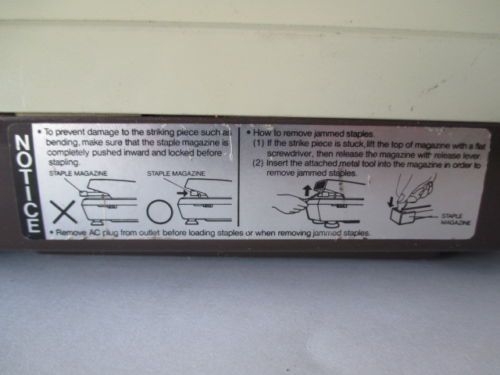 NOTICE
• To prevent damage to the striking piece such as
bending, make sure that the staple magazine is
completely pushed inward and locked before
stapling.
STAPLE MAGAZINE
STAPLE MAGAZINE
• How to remove jammed staples.
(1) If the strike piece is stuck, lift the top of magazine with a flat
screwdriver, then release the magazine with release lever.
(2) Insert the attached metal tool into the magazine in order to
remove jammed staples.
STAPLE
MAGAZINE
• Remove AC plug from outlet before loading staples or when removing jammed staples.